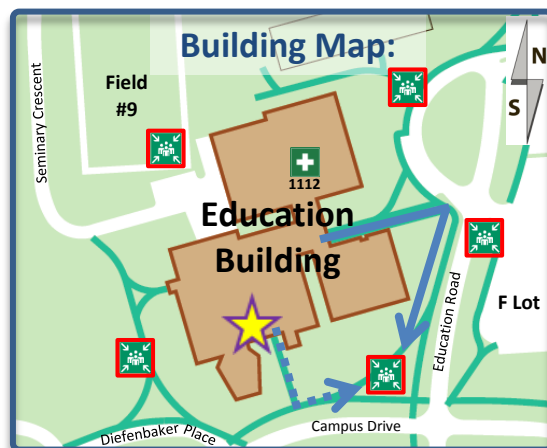 Building Map:
N
S
Field
#9
Seminary Crescent
1112
Education
Building
Education Road
F Lot
Campus Drive
Diefenbaker Place